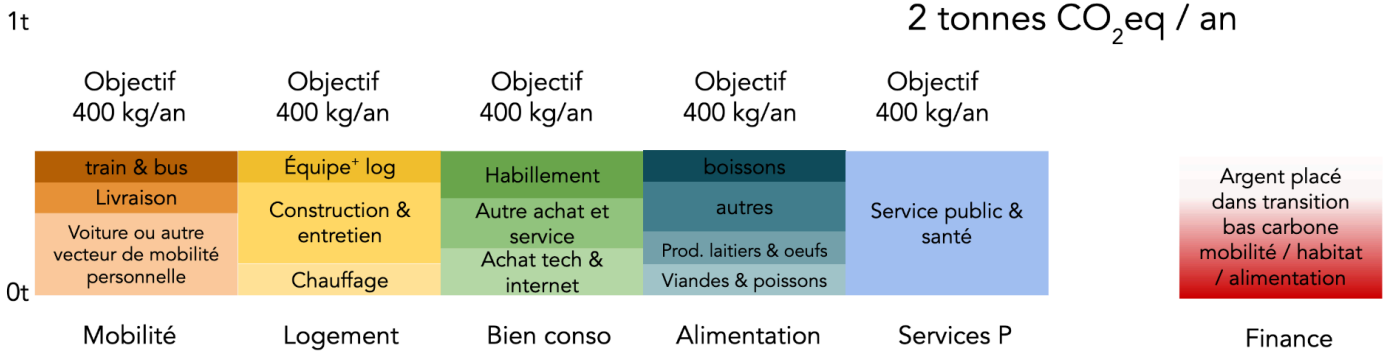 1t
2 tonnes CO₂eq / an
Objectif
400 kg/an
Objectif
400 kg/an
Objectif
400 kg/an
Objectif
400 kg/an
Objectif
400 kg/an
train & bus
Livraison
Voiture ou autre
vecteur de mobilité
personnelle
Équipe⁺ log
Construction &
entretien
Chauffage
Habillement
Autre achat et
service
Achat tech &
internet
boissons
autres
Prod. laitiers & oeufs
Viandes & poissons
Service public &
santé
Argent placé
dans transition
bas carbone
mobilité / habitat
/ alimentation
0t
Mobilité
Logement
Bien conso
Alimentation
Services P
Finance